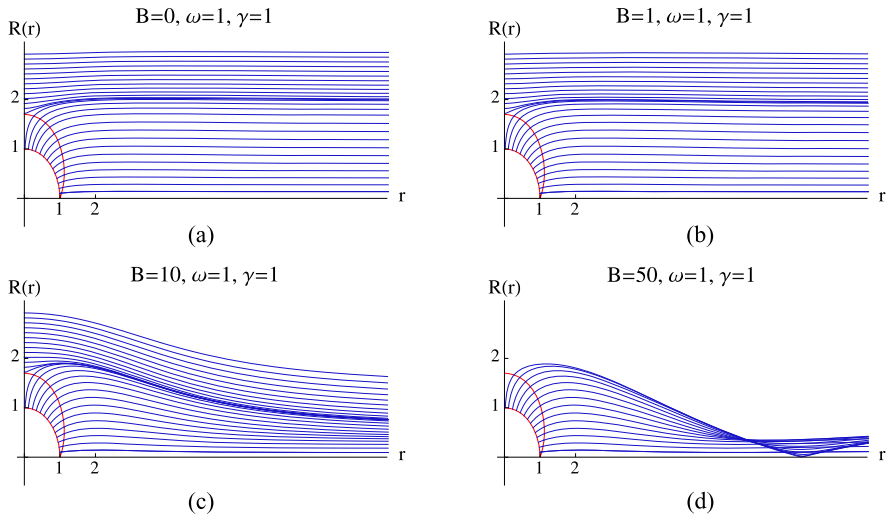 B=0, ω=1, γ=1
R(r)
2
1
1
2
r
(a)
B=1, ω=1, γ=1
R(r)
2
1
1
2
r
(b)
B=10, ω=1, γ=1
R(r)
2
1
1
2
r
(c)
B=50, ω=1, γ=1
R(r)
2
1
1
2
r
(d)